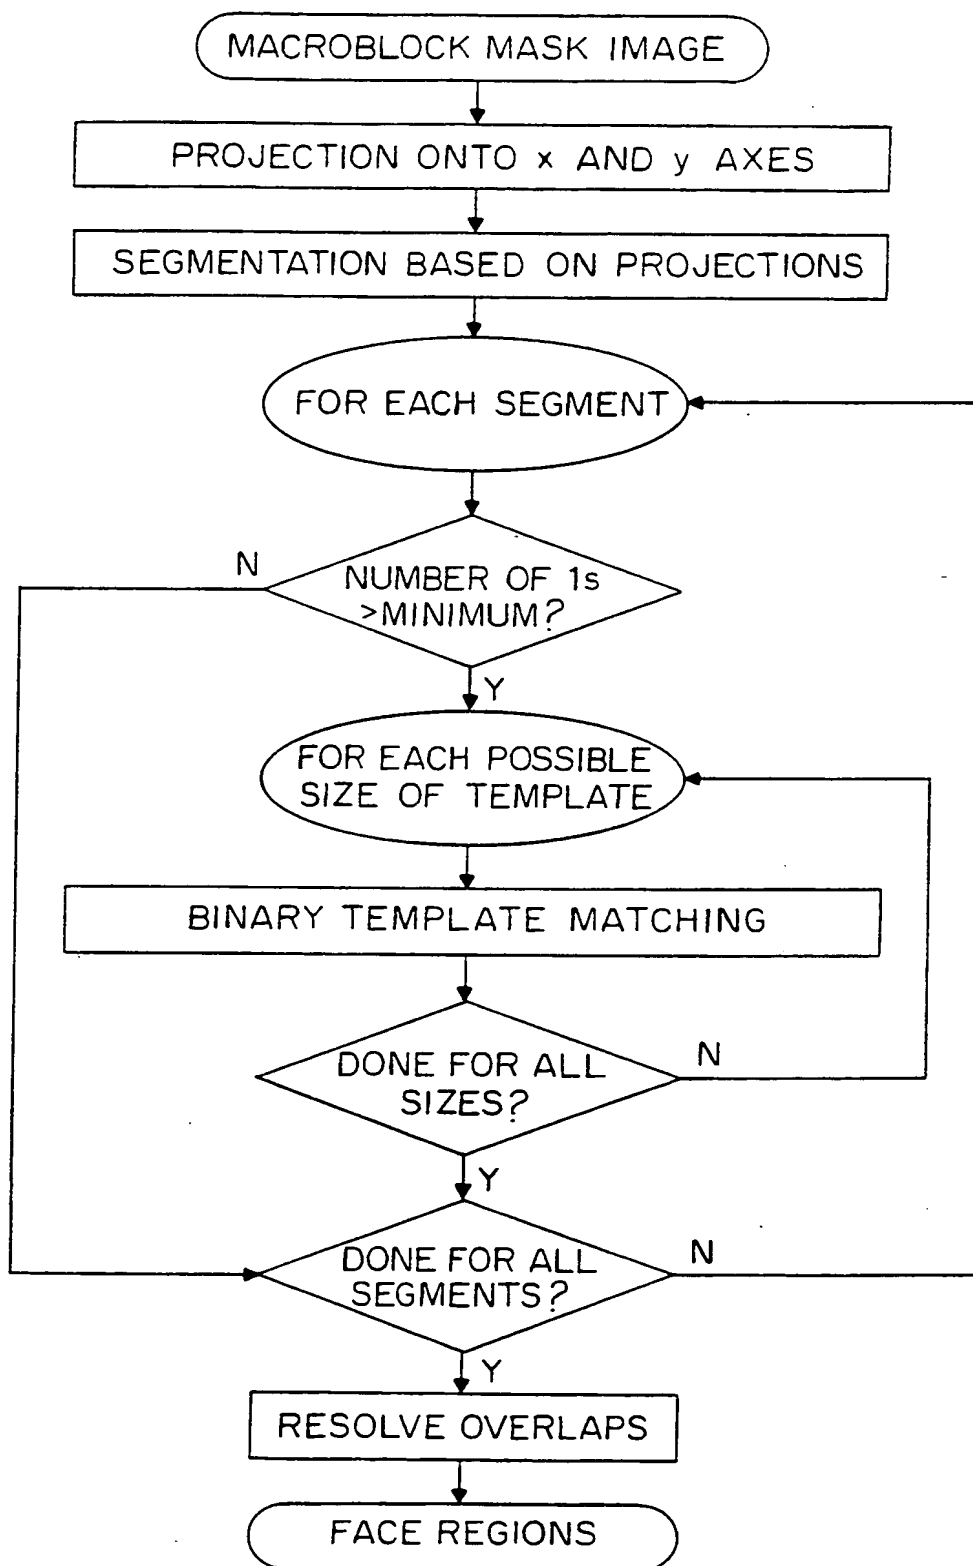 MACROBLOCK MASK IMAGE
PROJECTION ONTO x AND y AXES
SEGMENTATION BASED ON PROJECTIONS
FOR EACH SEGMENT
N
NUMBER OF 1s
>MINIMUM?
Y
FOR EACH POSSIBLE
SIZE OF TEMPLATE
BINARY TEMPLATE MATCHING
DONE FOR ALL
SIZES?
N
Y
DONE FOR ALL
SEGMENTS?
N
Y
RESOLVE OVERLAPS
FACE REGIONS